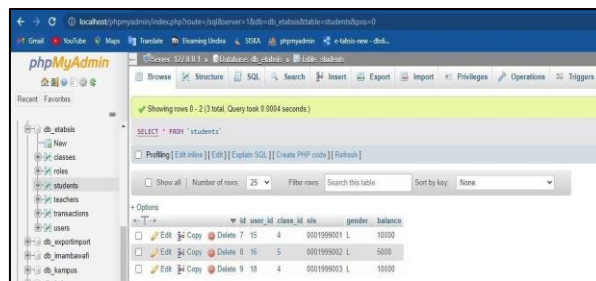 localhost/phpmyadmin/index.php?route=/sql&server=1&db=db_etabsis&table=students&pos=0
Gmail YouTube Maps Translate Elearning Undira SISKA phpmyadmin
phpMyAdmin
Recent Favorites
db_etabsis
New
classes
roles
students
teachers
transactions
users
db_exportimport
db_imambawafi
db_kampus
Server: 127.0.0.1 » Database: db_etabsis » Table: students
Browse Structure SQL Search Insert Export Import Privileges Operations Triggers
Showing rows 0 - 2 (3 total, Query took 0.0004 seconds.)
SELECT * FROM `students`
Profiling [ Edit inline ] [ Edit ] [ Explain SQL ] [ Create PHP code ] [ Refresh ]
Show all Number of rows: 25 Filter rows: Search this table Sort by key: None
+ Options
←T→ id user_id class_id nis gender balance
Edit Copy Delete 7 15 4 0001999001 L 10000
Edit Copy Delete 8 16 5 0001999002 L 5000
Edit Copy Delete 9 18 4 0001999003 L 10000